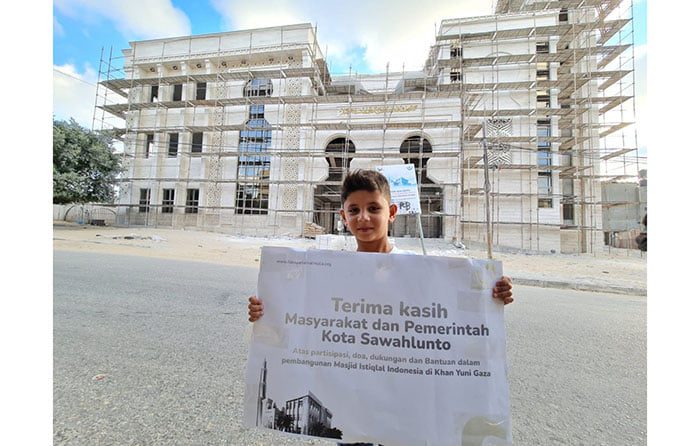 Terima kasih
Masyarakat dan Pemerintah
Kota Sawahlunto
Atas partisipasi, doa, dukungan dan Bantuan dalam
pembangunan Masjid Istiqlal Indonesia di Khan Yuni Gaza